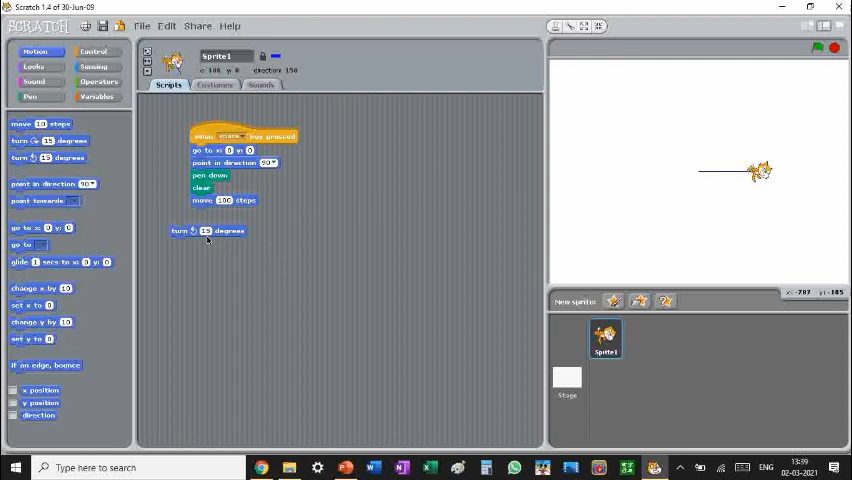 Scratch 1.4 of 30-Jun-09
SCRATCH
File Edit Share Help
Motion Control
Looks Sensing
Sound Operators
Pen Variables
move 10 steps
turn 15 degrees
turn 15 degrees
point in direction 90
point towards
go to x: 0 y: 0
go to
glide 1 secs to x: 0 y: 0
change x by 10
set x to 0
change y by 10
set y to 0
if on edge, bounce
x position
y position
direction
Sprite1
x: 100 y: 0 direction: 150
Scripts Costumes Sounds
when space key pressed
go to x: 0 y: 0
point in direction 90
pen down
clear
move 100 steps
turn 15 degrees
x: -707 y: -185
New sprite:
Sprite1
Stage
Type here to search
ENG
13:39
02-03-2021